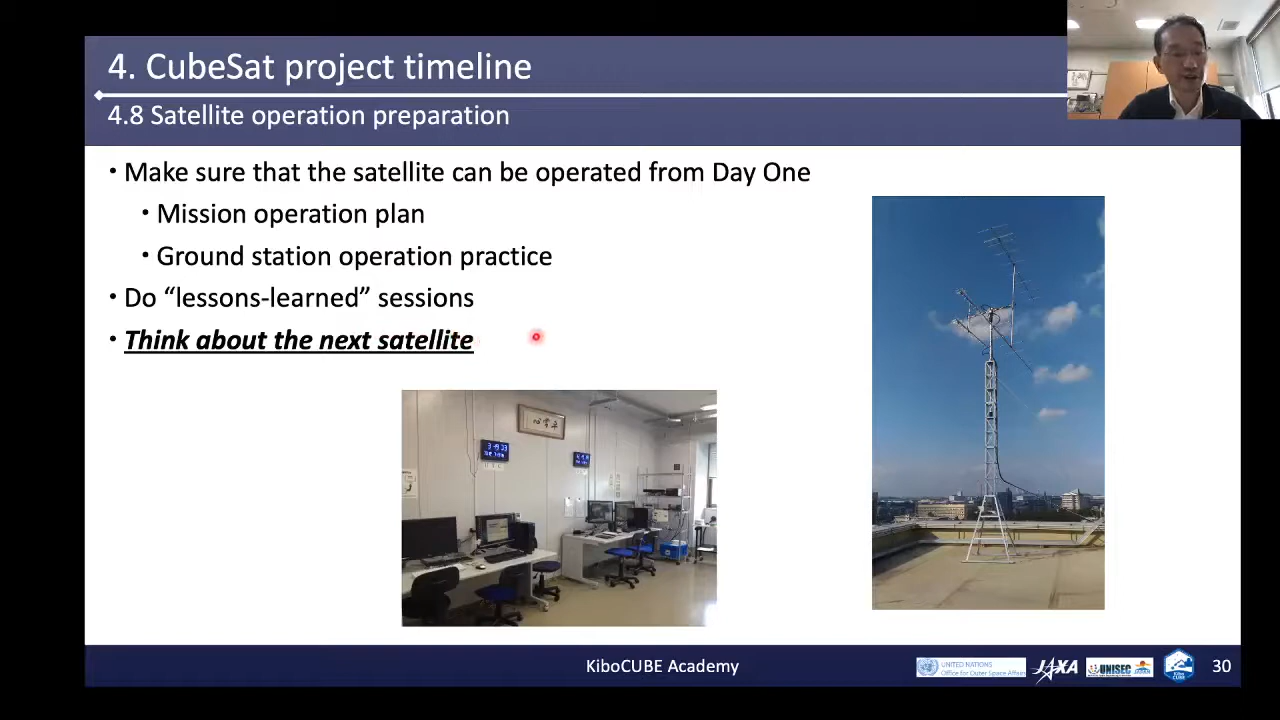 4. CubeSat project timeline
4.8 Satellite operation preparation
• Make sure that the satellite can be operated from Day One
• Mission operation plan
• Ground station operation practice
• Do “lessons-learned” sessions
• Think about the next satellite
KiboCUBE Academy
UNITED NATIONS
Office for Outer Space Affairs
JAXA
UNISEC
Kibo
CUBE
30